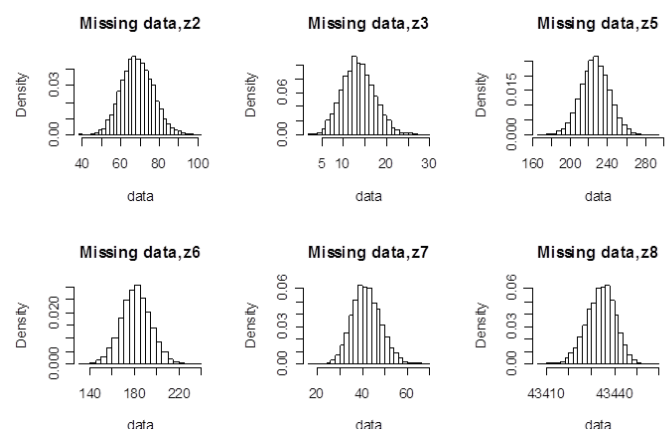 Missing data,z2
Missing data,z3
Missing data,z5
Density
0.00
0.03
40
60
80
100
data
Density
0.00
0.06
5
10
20
30
data
Density
0.000
0.015
160
200
240
280
data
Missing data,z6
Missing data,z7
Missing data,z8
Density
0.00
0.020
140
180
220
data
Density
0.00
0.03
0.06
20
40
60
data
Density
0.00
0.03
0.06
43410
43440
data